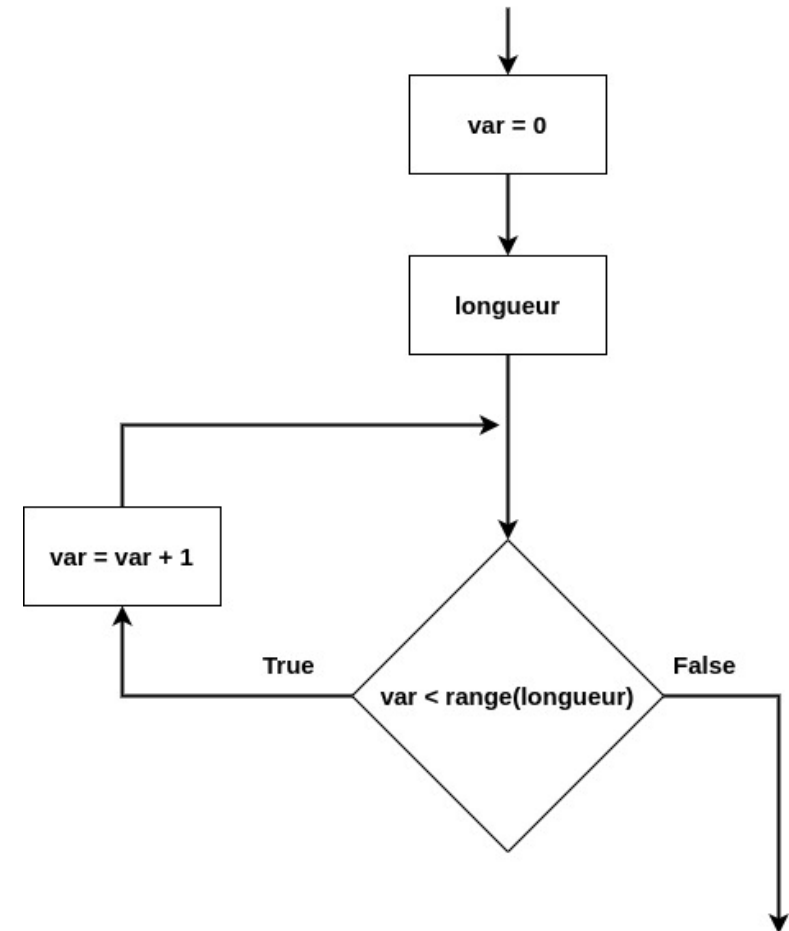 var = 0
longueur
var = var + 1
True
False
var < range(longueur)